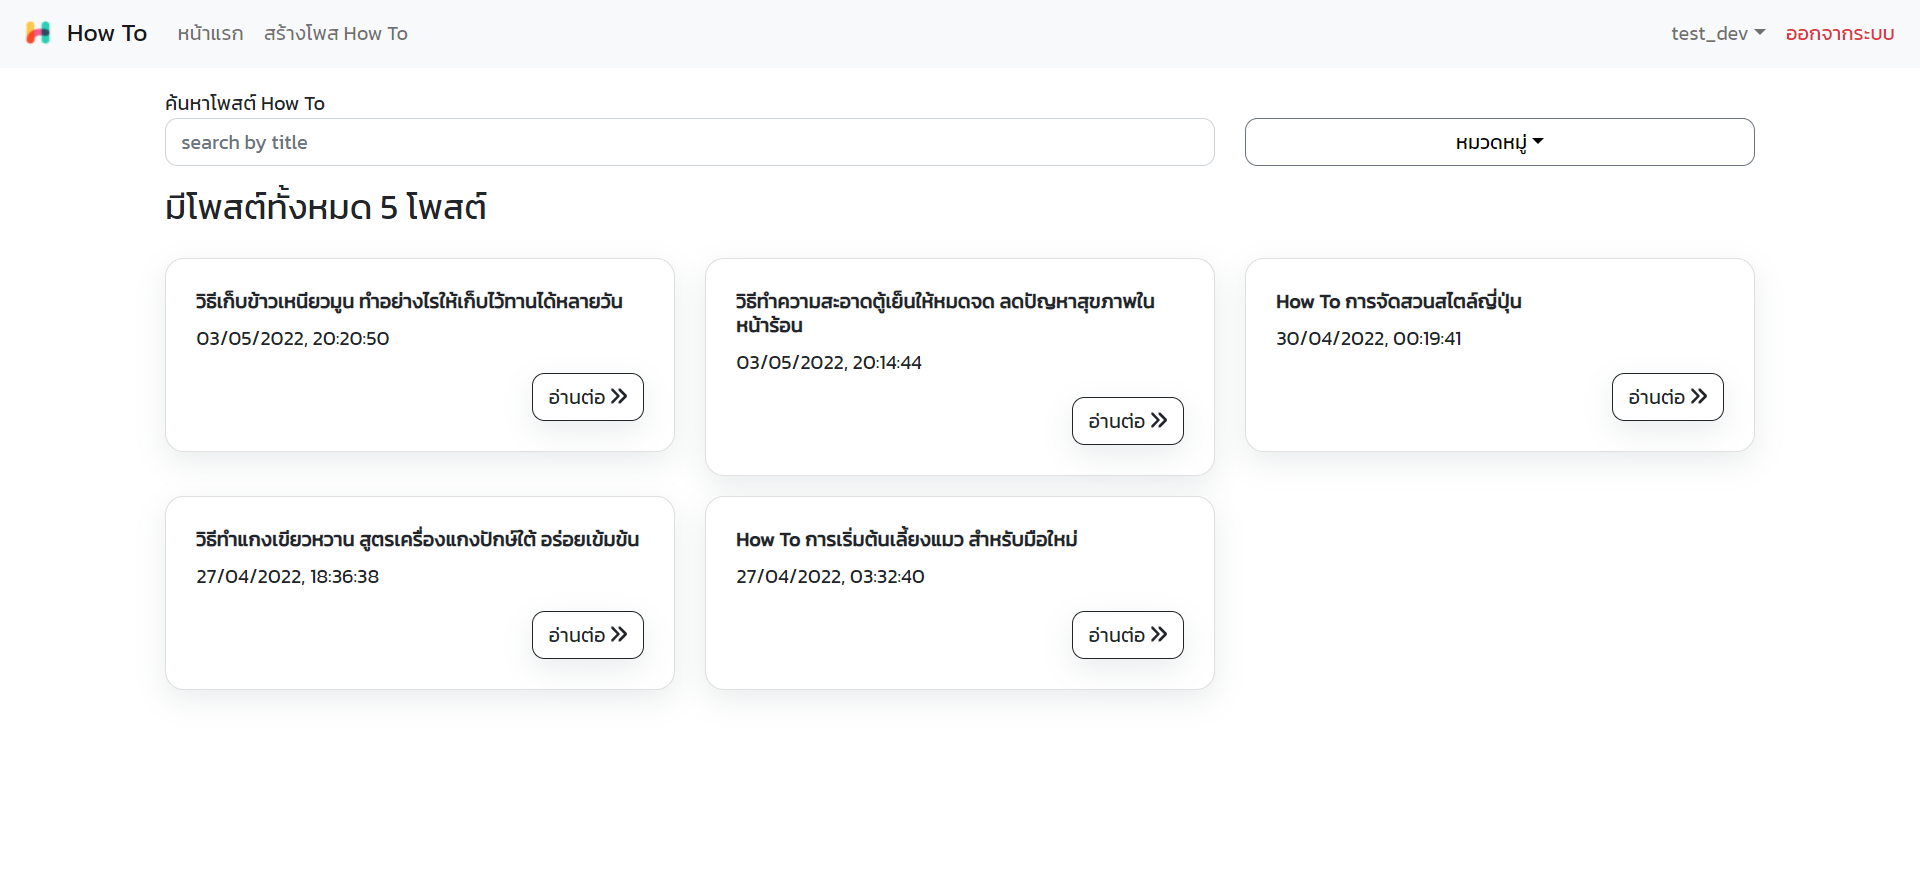 How To หน้าแรก สร้างโพส How To test_dev ออกจากระบบ
ค้นหาโพสต์ How To
search by title หมวดหมู่
มีโพสต์ทั้งหมด 5 โพสต์
วิธีเก็บข้าวเหนียวมูน ทำอย่างไรให้เก็บไว้ทานได้หลายวัน
03/05/2022, 20:20:50
อ่านต่อ
วิธีทำความสะอาดตู้เย็นให้หมดจด ลดปัญหาสุขภาพใน
หน้าร้อน
03/05/2022, 20:14:44
อ่านต่อ
How To การจัดสวนสไตล์ญี่ปุ่น
30/04/2022, 00:19:41
อ่านต่อ
วิธีทำแกงเขียวหวาน สูตรเครื่องแกงปักษ์ใต้ อร่อยเข้มข้น
27/04/2022, 18:36:38
อ่านต่อ
How To การเริ่มต้นเลี้ยงแมว สำหรับมือใหม่
27/04/2022, 03:32:40
อ่านต่อ